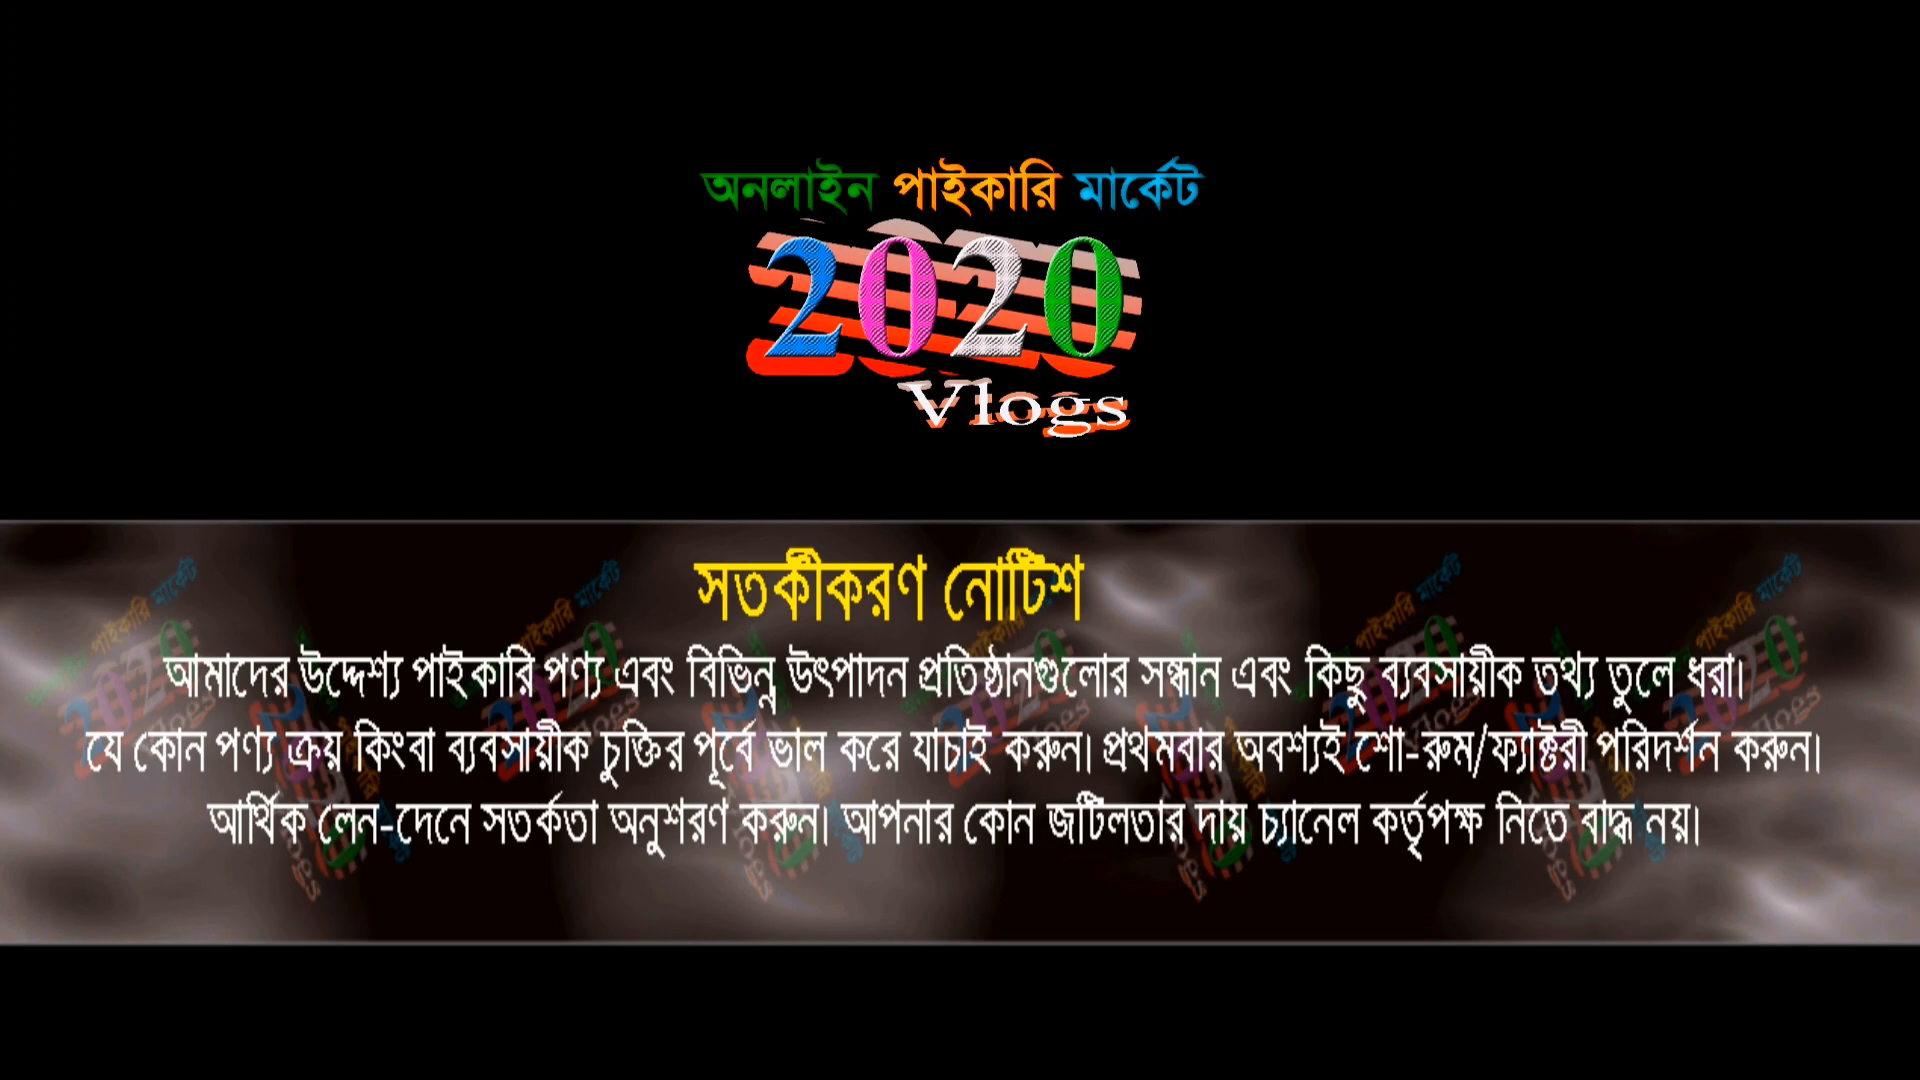 অনলাইন পাইকারি মার্কেট
2020
Vlogs
সতর্কীকরণ নোটিশ
আমাদের উদ্দেশ্য পাইকারি পণ্য এবং বিভিন্ন উৎপাদন প্রতিষ্ঠানগুলোর সন্ধান এবং কিছু ব্যবসায়ীক তথ্য তুলে ধরা।
যে কোন পণ্য ক্রয় কিংবা ব্যবসায়ীক চুক্তির পূর্বে ভাল করে যাচাই করুন। প্রথমবার অবশ্যই শো-রুম/ফ্যাক্টরী পরিদর্শন করুন।
আর্থিক লেন-দেনে সতর্কতা অনুশরণ করুন। আপনার কোন জটিলতার দায় চ্যানেল কর্তৃপক্ষ নিতে বাদ্ধ নয়।